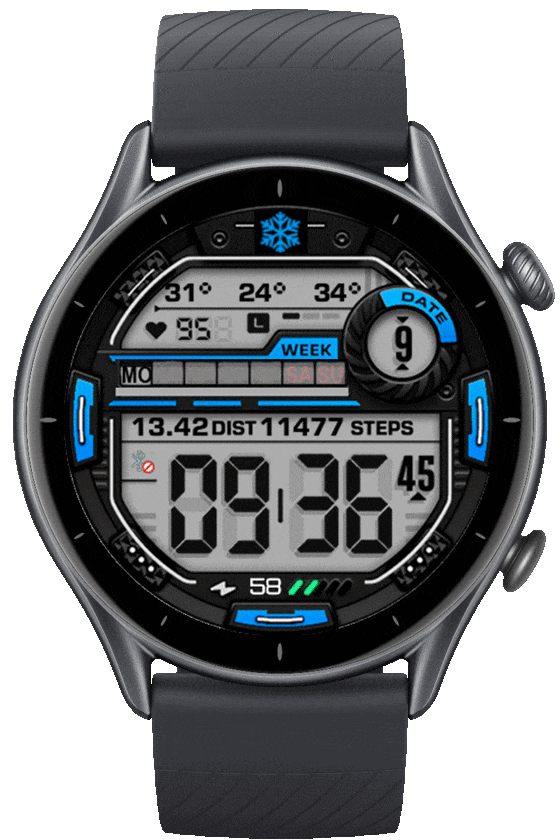 31° 24° 34°
DATE
95 L
9
WEEK
MO SA SU
13.42 DIST 11477 STEPS
09 36 45
58